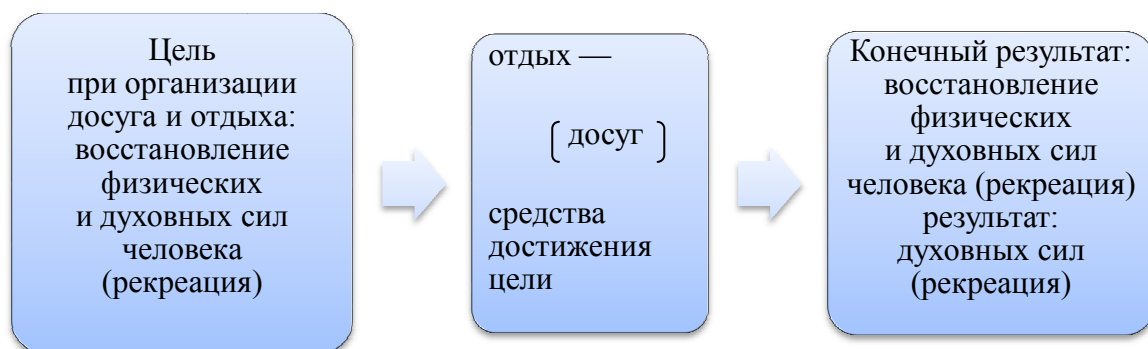 Цель
при организации
досуга и отдыха:
восстановление
физических
и духовных сил
человека
(рекреация)
отдых —
( досуг )
средства
достижения
цели
Конечный результат:
восстановление
физических
и духовных сил
человека (рекреация)
результат:
духовных сил
(рекреация)